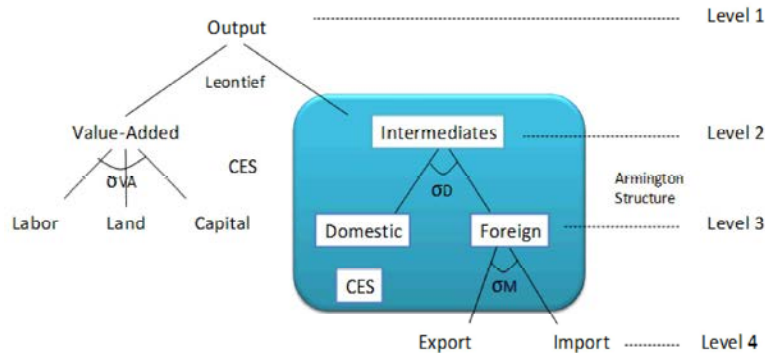 Output
Level 1
Leontief
Value-Added
Intermediates
Level 2
σVA
CES
σD
Armington
Structure
Labor
Land
Capital
Domestic
Foreign
Level 3
CES
σM
Export
Import
Level 4